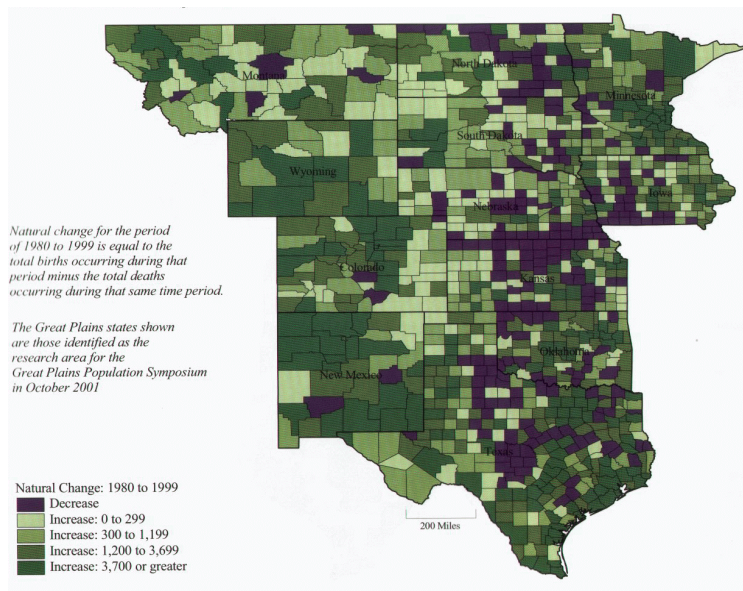 Montana
North Dakota
Minnesota
South Dakota
Wyoming
Iowa
Nebraska
Natural change for the period
of 1980 to 1999 is equal to the
total births occurring during that
period minus the total deaths
occurring during that same time period.
Colorado
Kansas
The Great Plains states shown
are those identified as the
research area for the
Great Plains Population Symposium
in October 2001
Oklahoma
New Mexico
Texas
Natural Change: 1980 to 1999
Decrease
Increase: 0 to 299
Increase: 300 to 1,199
Increase: 1,200 to 3,699
Increase: 3,700 or greater
200 Miles